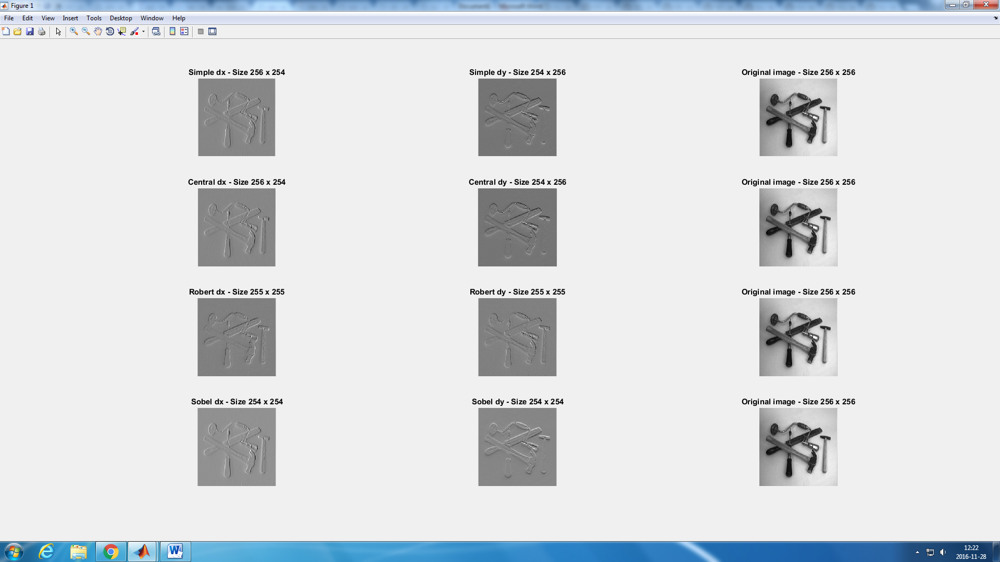 Figure 1
File Edit View Insert Tools Desktop Window Help
Simple dx - Size 256 x 254
Simple dy - Size 254 x 256
Original image - Size 256 x 256
Central dx - Size 256 x 254
Central dy - Size 254 x 256
Original image - Size 256 x 256
Robert dx - Size 255 x 255
Robert dy - Size 255 x 255
Original image - Size 256 x 256
Sobel dx - Size 254 x 254
Sobel dy - Size 254 x 254
Original image - Size 256 x 256
12:22
2016-11-28